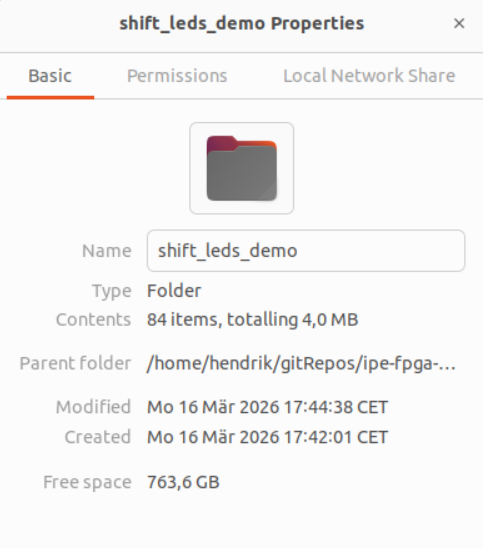 shift_leds_demo Properties ×
Basic Permissions Local Network Share
Name shift_leds_demo
Type Folder
Contents 84 items, totalling 4,0 MB
Parent folder /home/hendrik/gitRepos/ipe-fpga-...
Modified Mo 16 Mär 2026 17:44:38 CET
Created Mo 16 Mär 2026 17:42:01 CET
Free space 763,6 GB